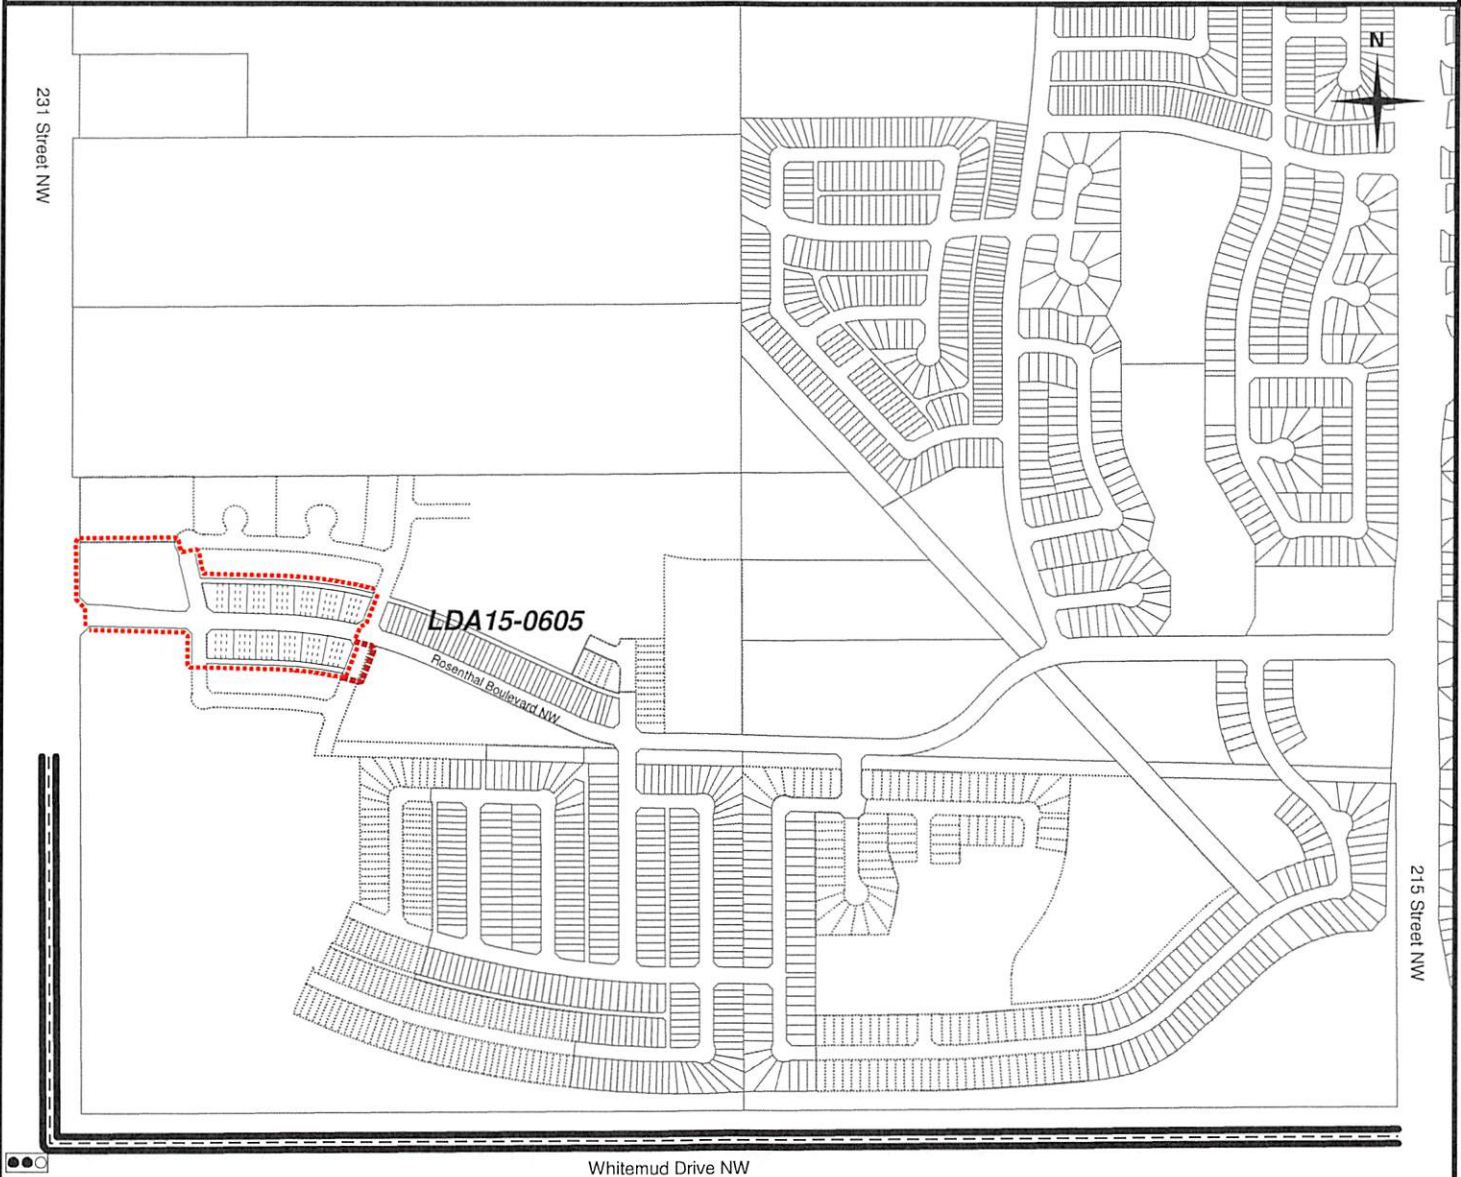 N
231 Street NW
LDA15-0605
Rosenthal Boulevard NW
215 Street NW
Whitemud Drive NW